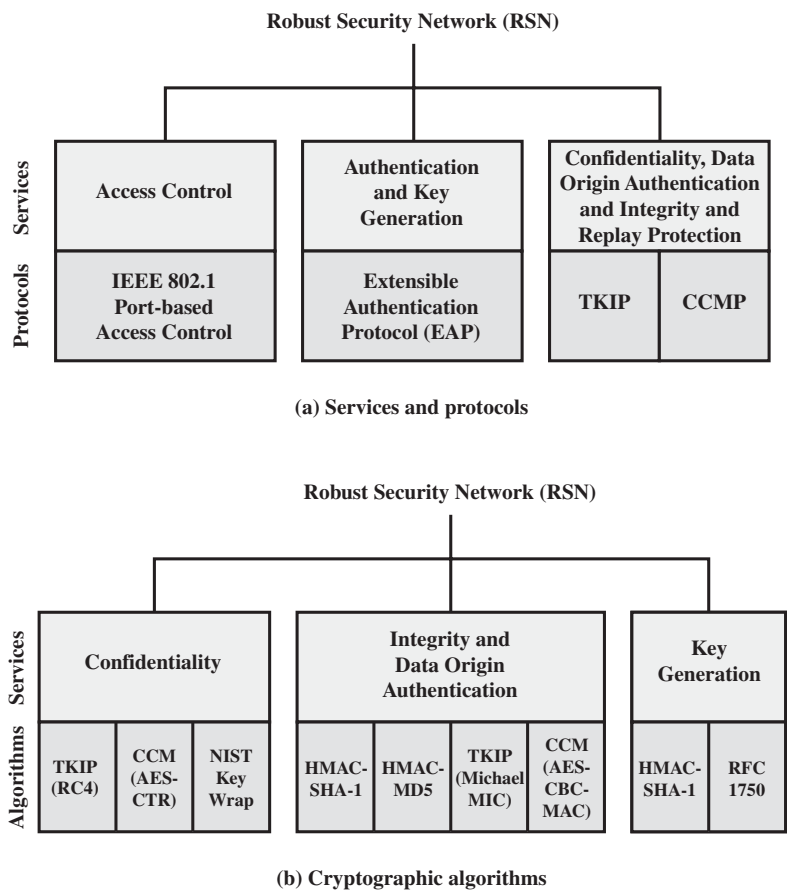 Robust Security Network (RSN)
Services
Access Control
Authentication
and Key
Generation
Confidentiality, Data
Origin Authentication
and Integrity and
Replay Protection
Protocols
IEEE 802.1
Port-based
Access Control
Extensible
Authentication
Protocol (EAP)
TKIP
CCMP
(a) Services and protocols
Robust Security Network (RSN)
Services
Confidentiality
Integrity and
Data Origin
Authentication
Key
Generation
Algorithms
TKIP
(RC4)
CCM
(AES-
CTR)
NIST
Key
Wrap
HMAC-
SHA-1
HMAC-
MD5
TKIP
(Michael
MIC)
CCM
(AES-
CBC-
MAC)
HMAC-
SHA-1
RFC
1750
(b) Cryptographic algorithms